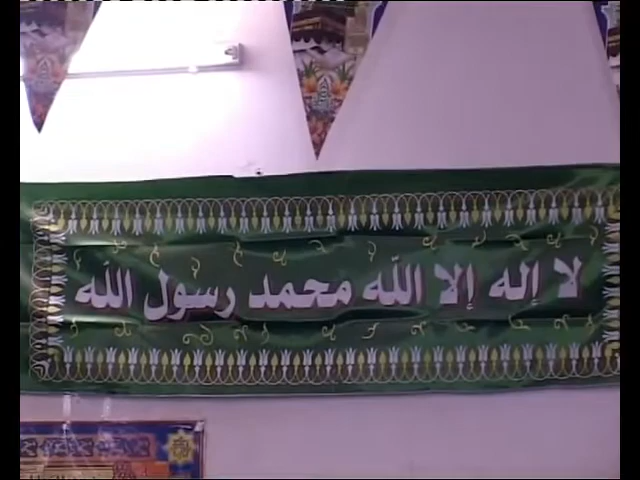 لا إله إلا الله محمد رسول الله